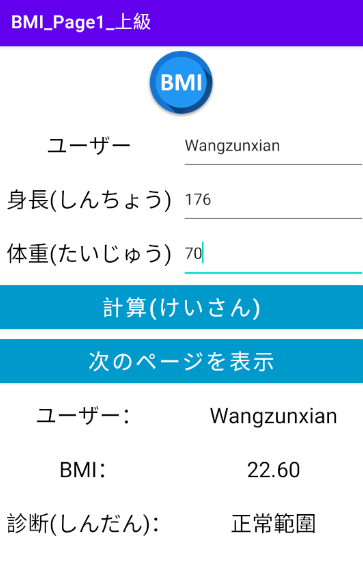 BMI_Page1_上級
BMI
ユーザー Wangzunxian
身長(しんちょう) 176
体重(たいじゅう) 70
計算(けいさん)
次のページを表示
ユーザー： Wangzunxian
BMI： 22.60
診断(しんだん)： 正常範囲